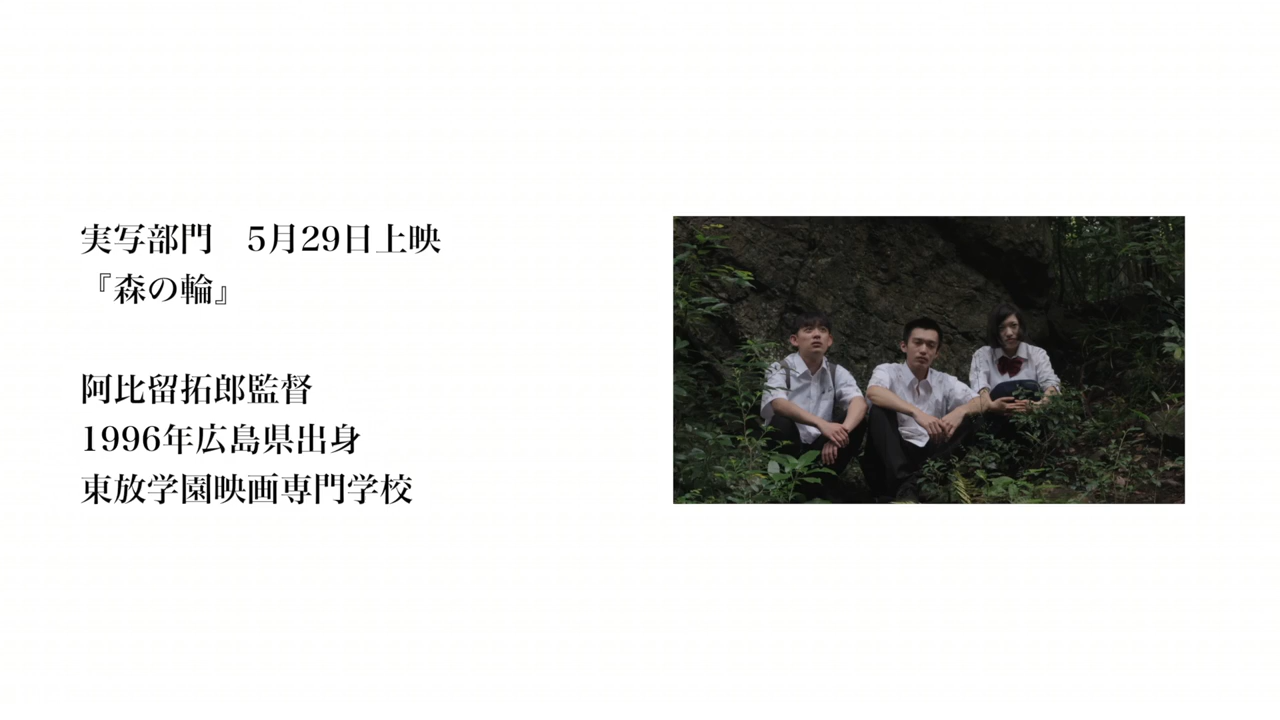 実写部門　5月29日上映
『森の輪』
阿比留拓郎監督
1996年広島県出身
東放学園映画専門学校